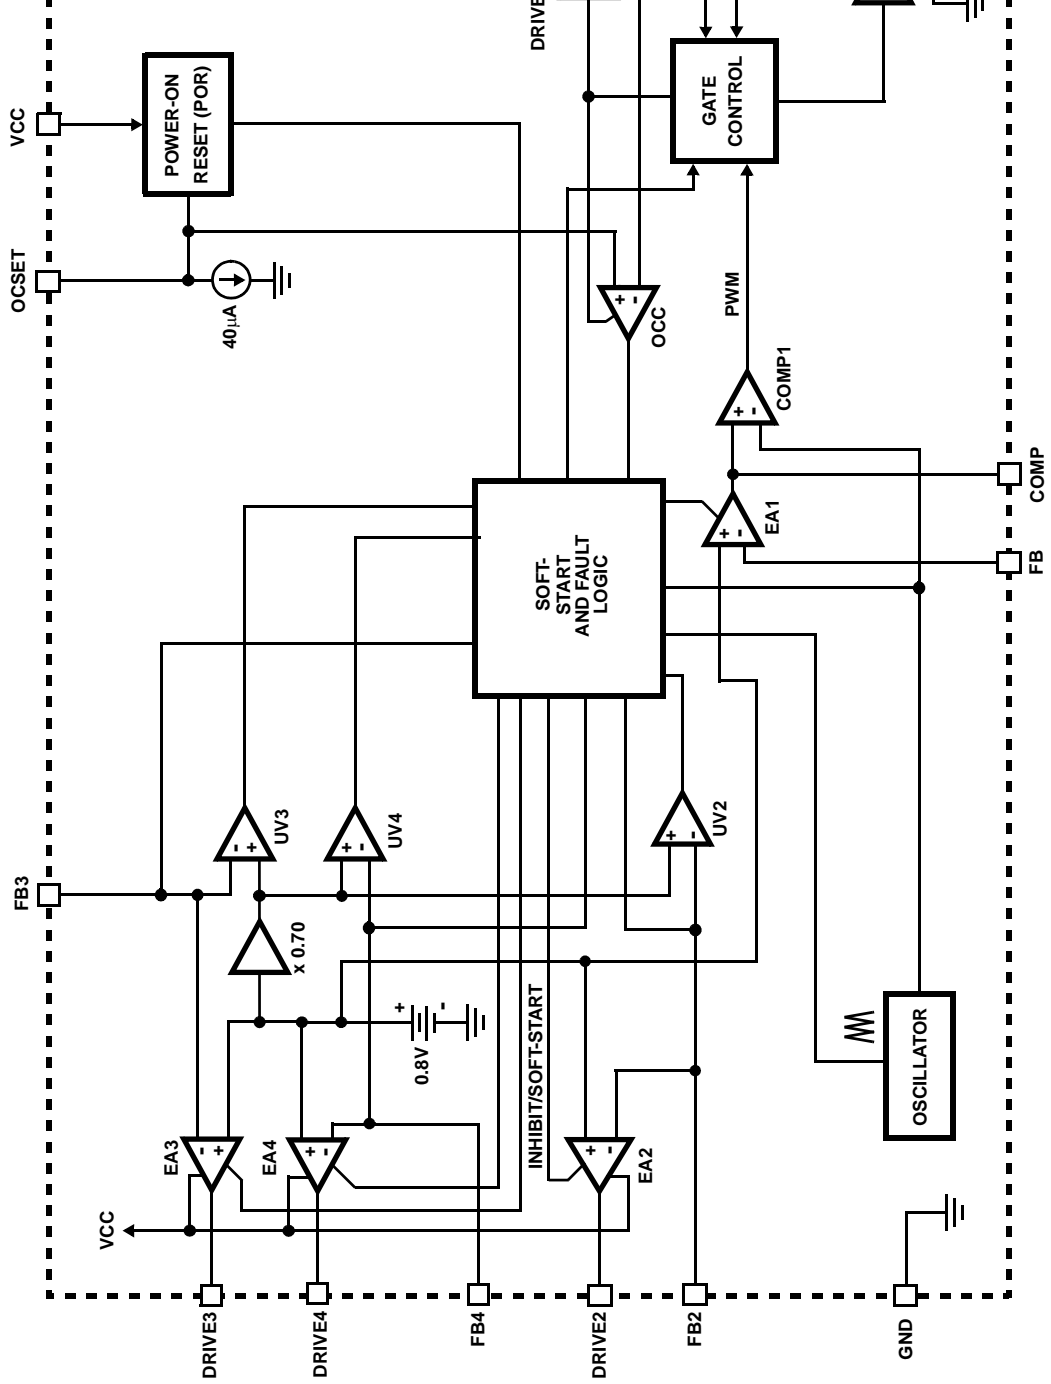 VCC
OCSET
FB3
POWER-ON
RESET (POR)
40µA
DRIVE
GATE
CONTROL
+ -
OCC
PWM
+ -
COMP1
+ -
EA1
COMP
FB
SOFT-
START
AND FAULT
LOGIC
- +
UV3
+ -
UV4
+ -
UV2
x 0.70
+ -
0.8V
INHIBIT/SOFT-START
OSCILLATOR
EA3
- +
EA4
+ -
+ -
EA2
VCC
DRIVE3
DRIVE4
FB4
DRIVE2
FB2
GND